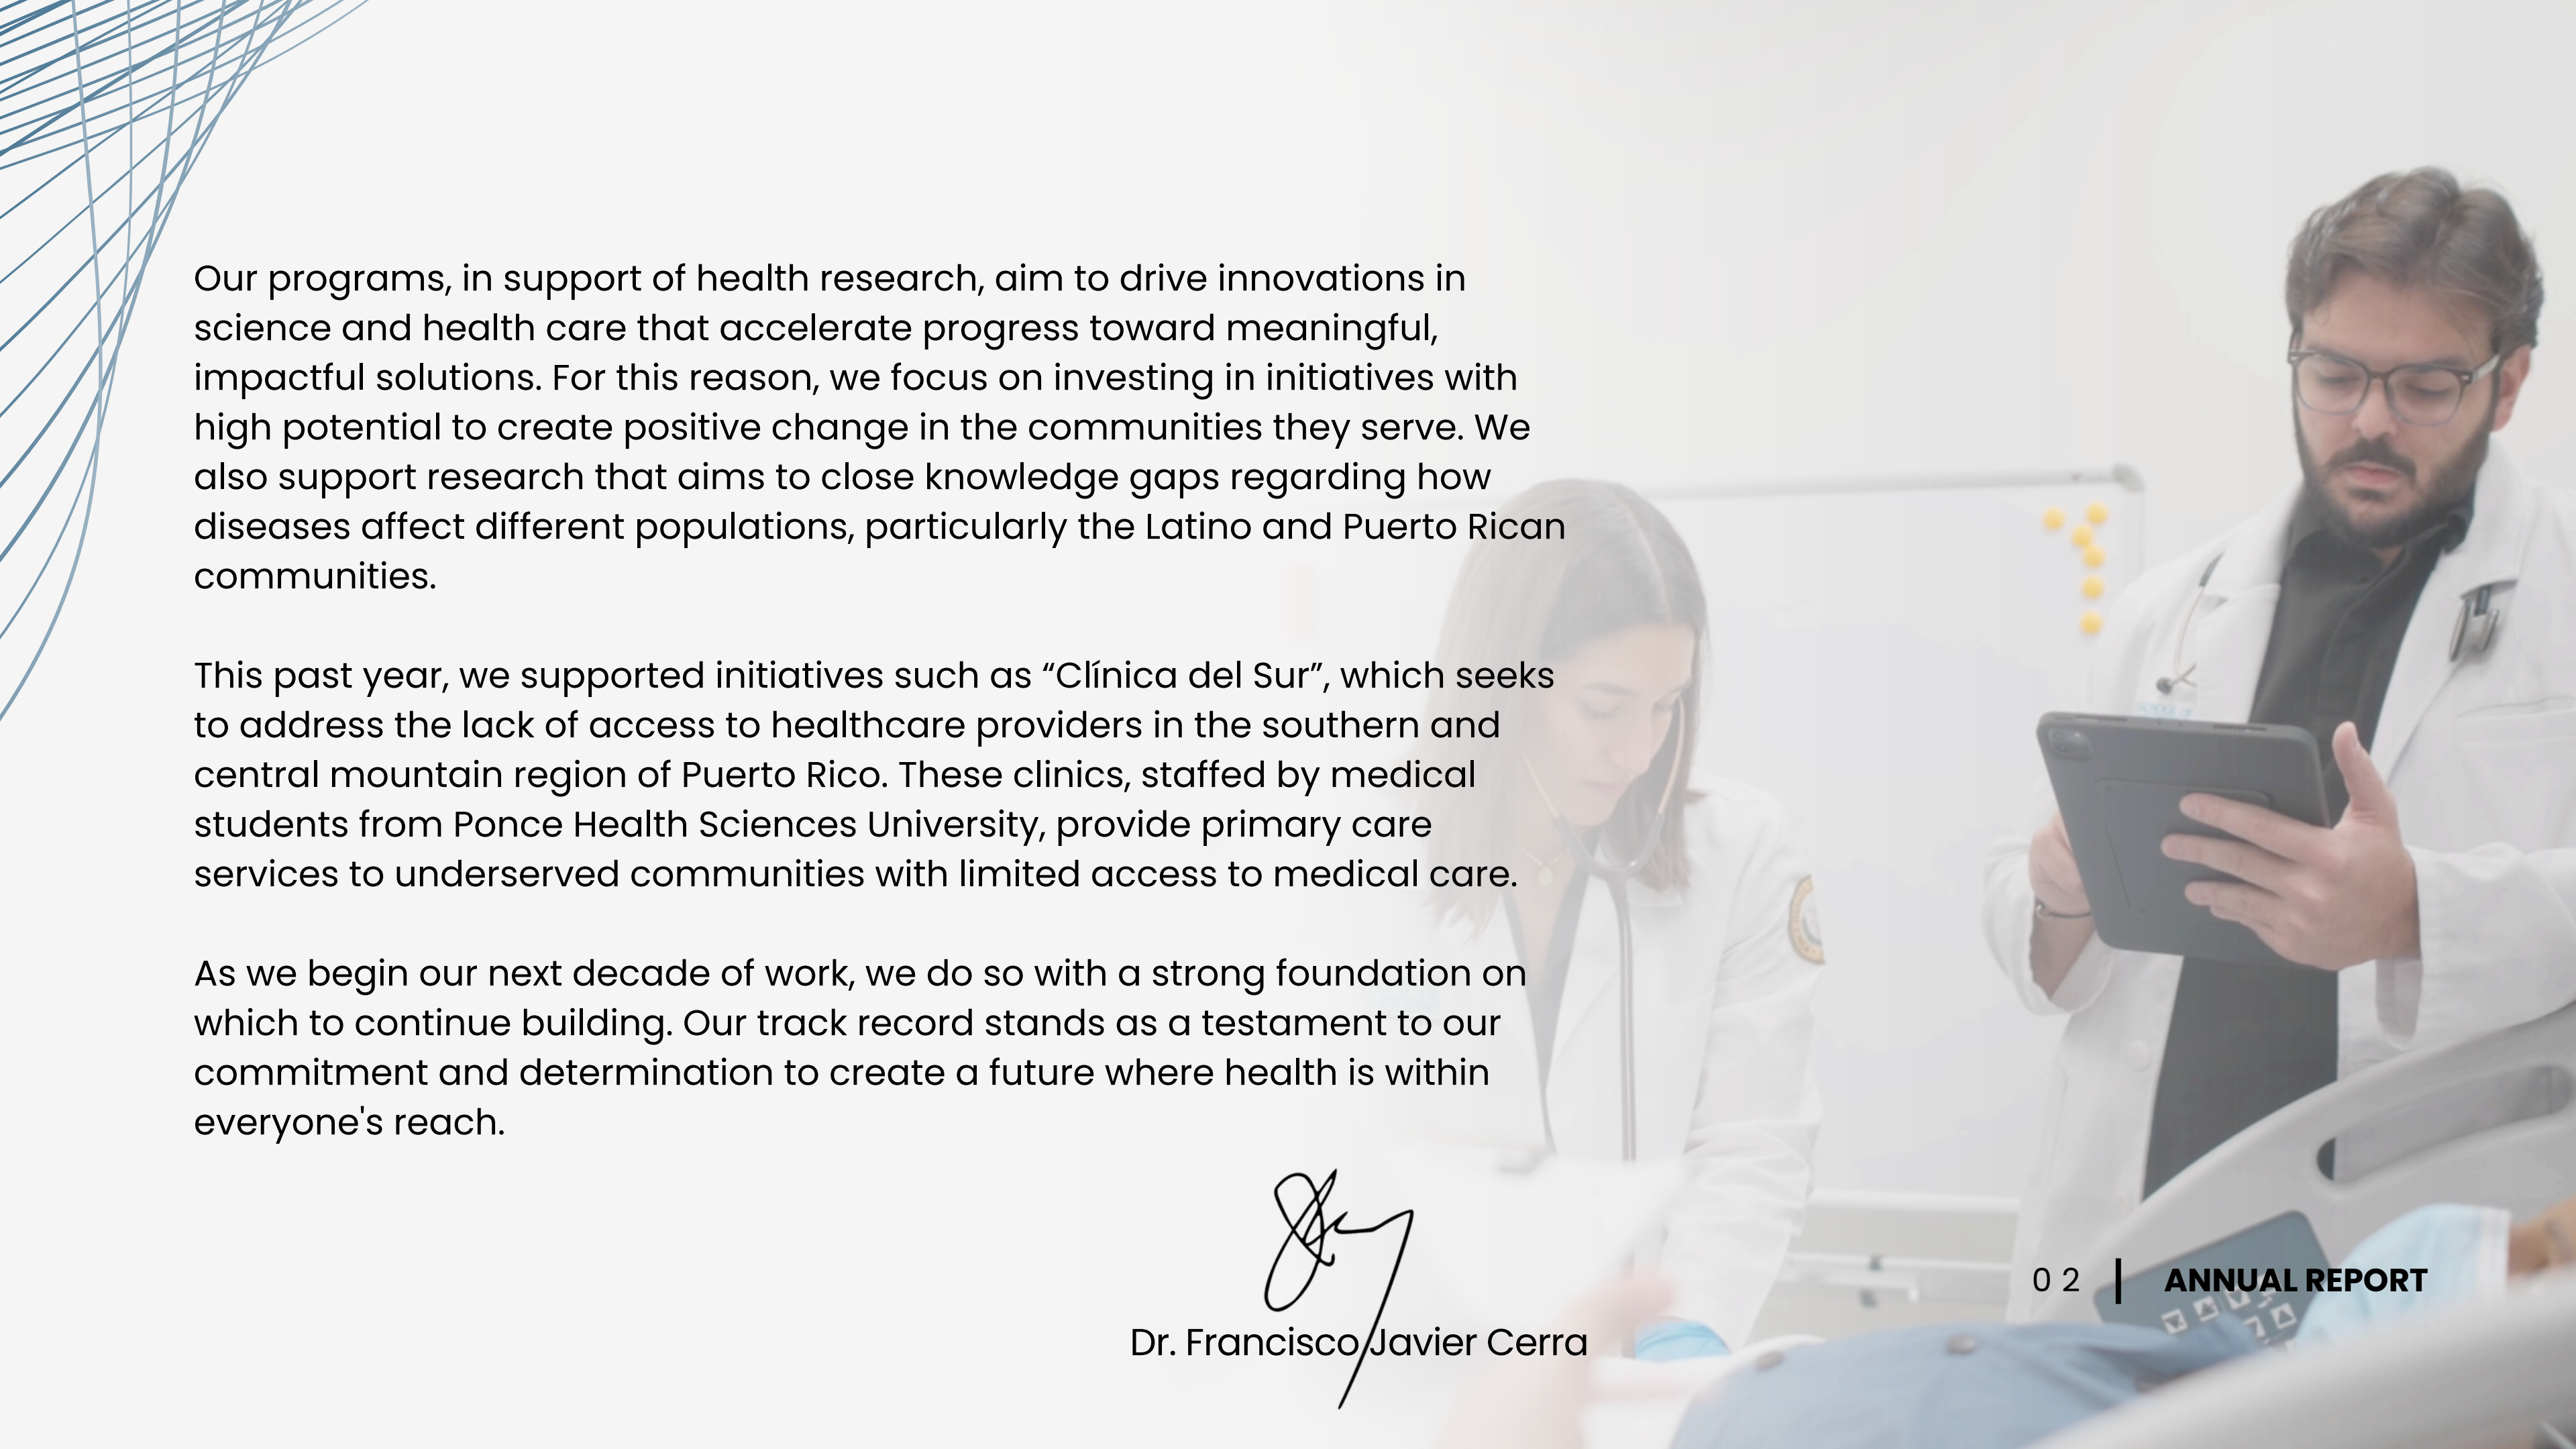 Our programs, in support of health research, aim to drive innovations in
science and health care that accelerate progress toward meaningful,
impactful solutions. For this reason, we focus on investing in initiatives with
high potential to create positive change in the communities they serve. We
also support research that aims to close knowledge gaps regarding how
diseases affect different populations, particularly the Latino and Puerto Rican
communities.
This past year, we supported initiatives such as “Clínica del Sur”, which seeks
to address the lack of access to healthcare providers in the southern and
central mountain region of Puerto Rico. These clinics, staffed by medical
students from Ponce Health Sciences University, provide primary care
services to underserved communities with limited access to medical care.
As we begin our next decade of work, we do so with a strong foundation on
which to continue building. Our track record stands as a testament to our
commitment and determination to create a future where health is within
everyone's reach.
Dr. Francisco Javier Cerra
02 | ANNUAL REPORT